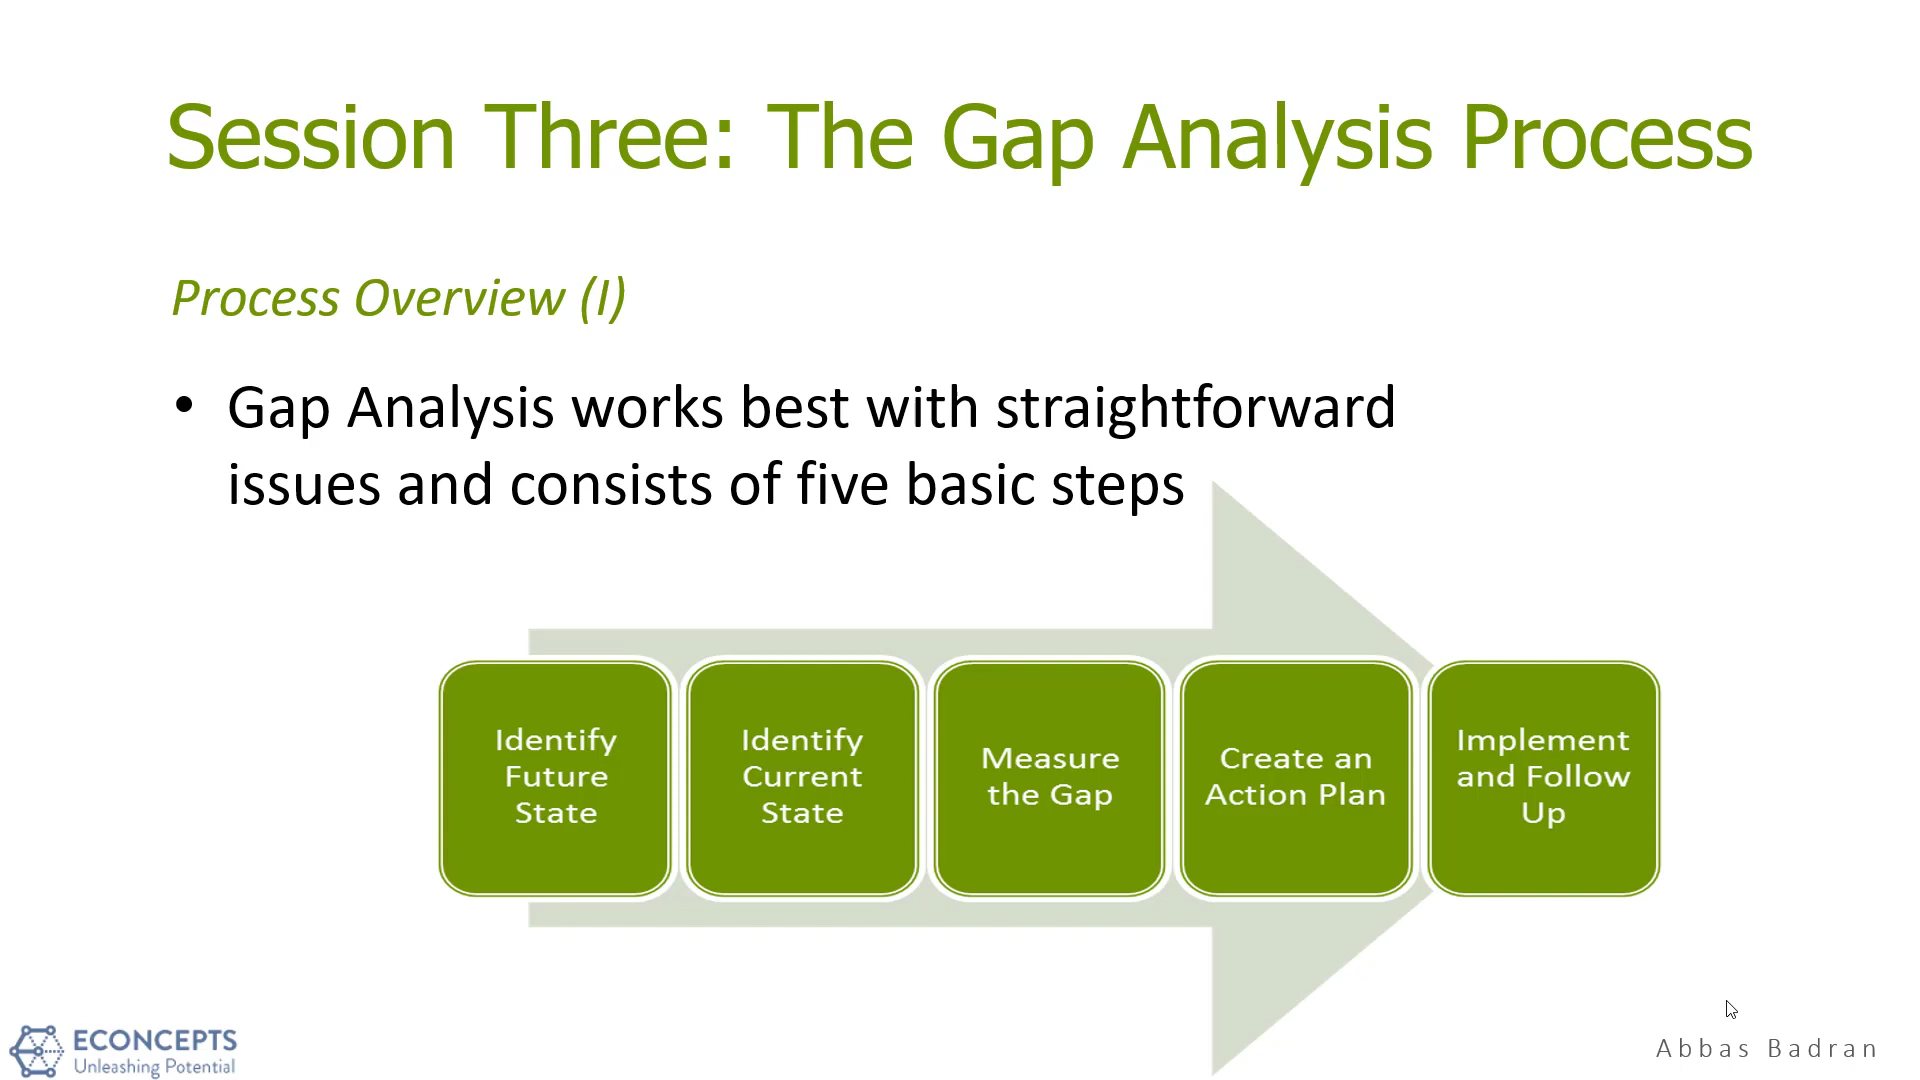 Session Three: The Gap Analysis Process
Process Overview (I)
• Gap Analysis works best with straightforward
issues and consists of five basic steps
Identify
Future
State
Identify
Current
State
Measure
the Gap
Create an
Action Plan
Implement
and Follow
Up
ECONCEPTS
Unleashing Potential
Abbas Badran